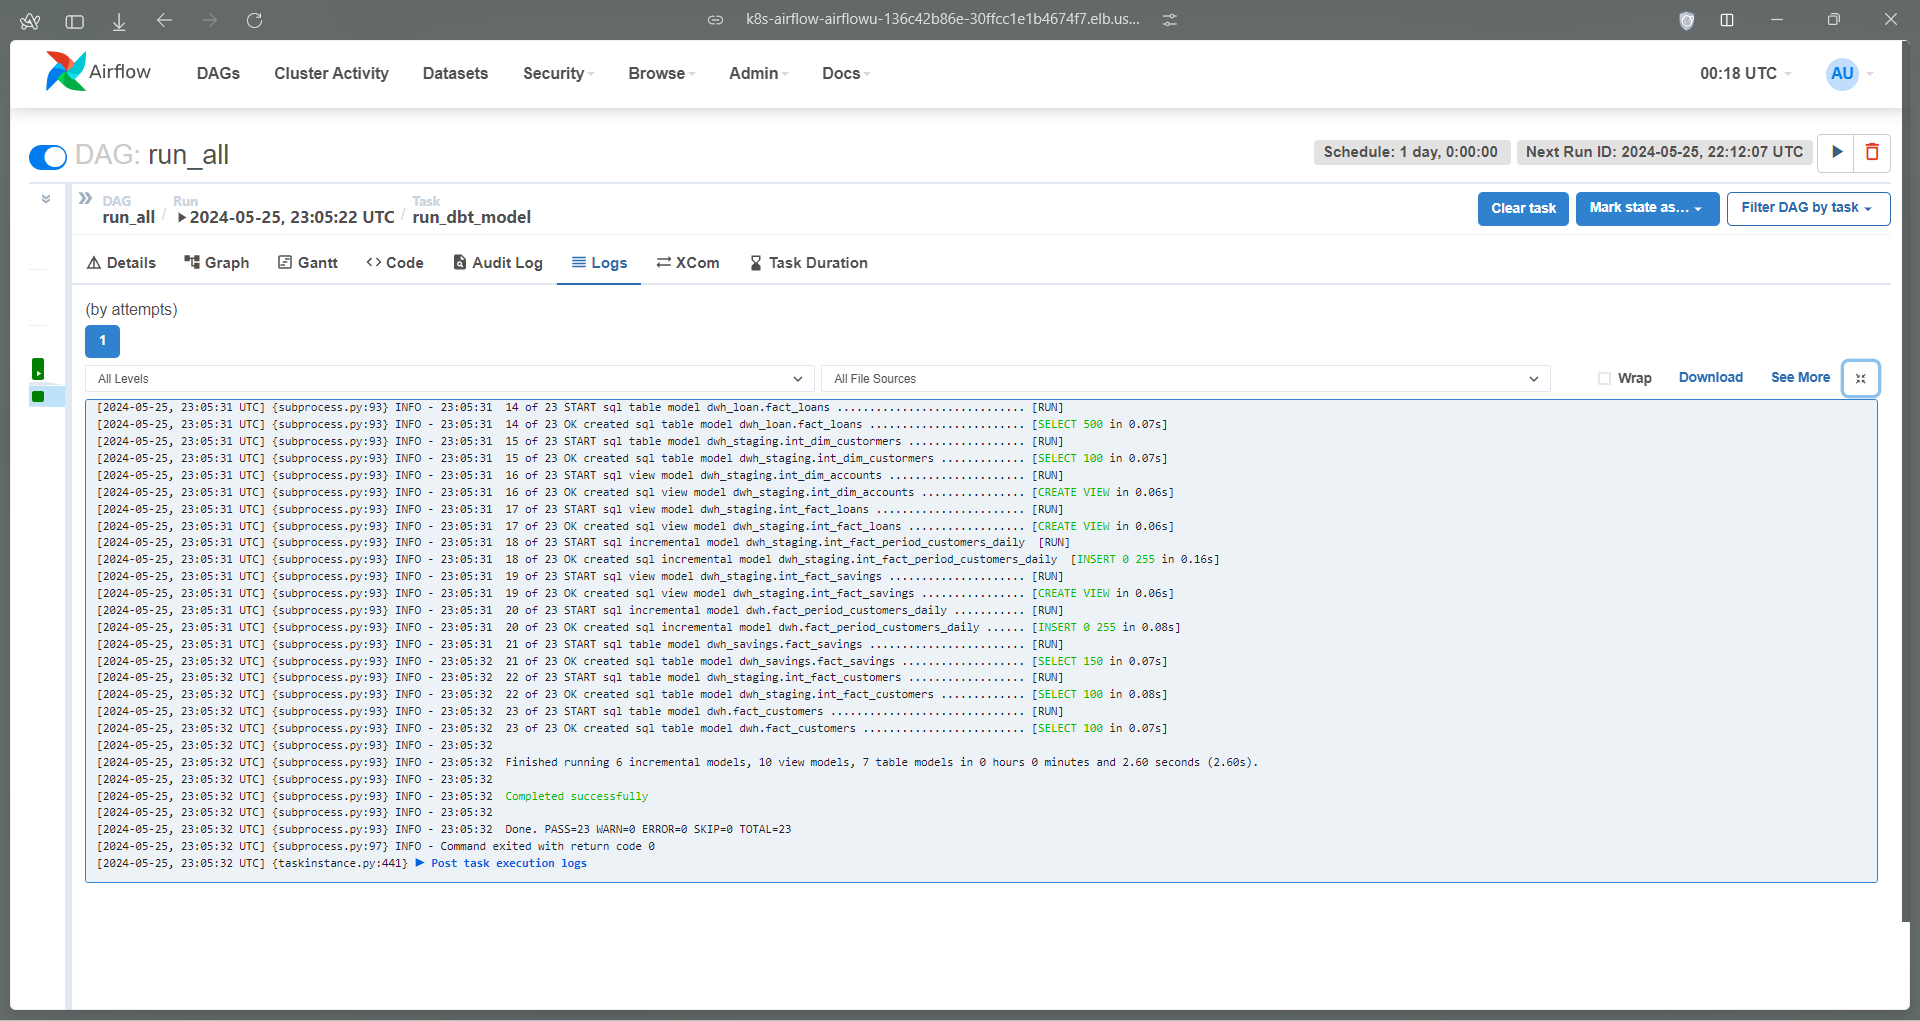 k8s-airflow-airflowu-136c42b86e-30ffcc1e1b4674f7.elb.us...
Airflow DAGs Cluster Activity Datasets Security Browse Admin Docs 00:18 UTC AU
DAG: run_all Schedule: 1 day, 0:00:00 Next Run ID: 2024-05-25, 22:12:07 UTC
DAG Run Task
run_all / 2024-05-25, 23:05:22 UTC / run_dbt_model Clear task Mark state as... Filter DAG by task
Details Graph Gantt Code Audit Log Logs XCom Task Duration
(by attempts)
1
All Levels All File Sources Wrap Download See More
[2024-05-25, 23:05:31 UTC] {subprocess.py:93} INFO - 23:05:31  14 of 23 START sql table model dwh_loan.fact_loans ............................. [RUN]
[2024-05-25, 23:05:31 UTC] {subprocess.py:93} INFO - 23:05:31  14 of 23 OK created sql table model dwh_loan.fact_loans ........................ [SELECT 500 in 0.07s]
[2024-05-25, 23:05:31 UTC] {subprocess.py:93} INFO - 23:05:31  15 of 23 START sql table model dwh_staging.int_dim_custormers .................. [RUN]
[2024-05-25, 23:05:31 UTC] {subprocess.py:93} INFO - 23:05:31  15 of 23 OK created sql table model dwh_staging.int_dim_custormers ............. [SELECT 100 in 0.07s]
[2024-05-25, 23:05:31 UTC] {subprocess.py:93} INFO - 23:05:31  16 of 23 START sql view model dwh_staging.int_dim_accounts ..................... [RUN]
[2024-05-25, 23:05:31 UTC] {subprocess.py:93} INFO - 23:05:31  16 of 23 OK created sql view model dwh_staging.int_dim_accounts ................ [CREATE VIEW in 0.06s]
[2024-05-25, 23:05:31 UTC] {subprocess.py:93} INFO - 23:05:31  17 of 23 START sql view model dwh_staging.int_fact_loans ....................... [RUN]
[2024-05-25, 23:05:31 UTC] {subprocess.py:93} INFO - 23:05:31  17 of 23 OK created sql view model dwh_staging.int_fact_loans .................. [CREATE VIEW in 0.06s]
[2024-05-25, 23:05:31 UTC] {subprocess.py:93} INFO - 23:05:31  18 of 23 START sql incremental model dwh_staging.int_fact_period_customers_daily  [RUN]
[2024-05-25, 23:05:31 UTC] {subprocess.py:93} INFO - 23:05:31  18 of 23 OK created sql incremental model dwh_staging.int_fact_period_customers_daily  [INSERT 0 255 in 0.16s]
[2024-05-25, 23:05:31 UTC] {subprocess.py:93} INFO - 23:05:31  19 of 23 START sql view model dwh_staging.int_fact_savings ..................... [RUN]
[2024-05-25, 23:05:31 UTC] {subprocess.py:93} INFO - 23:05:31  19 of 23 OK created sql view model dwh_staging.int_fact_savings ................ [CREATE VIEW in 0.06s]
[2024-05-25, 23:05:31 UTC] {subprocess.py:93} INFO - 23:05:31  20 of 23 START sql incremental model dwh.fact_period_customers_daily ........... [RUN]
[2024-05-25, 23:05:31 UTC] {subprocess.py:93} INFO - 23:05:31  20 of 23 OK created sql incremental model dwh.fact_period_customers_daily ...... [INSERT 0 255 in 0.08s]
[2024-05-25, 23:05:31 UTC] {subprocess.py:93} INFO - 23:05:31  21 of 23 START sql table model dwh_savings.fact_savings ........................ [RUN]
[2024-05-25, 23:05:32 UTC] {subprocess.py:93} INFO - 23:05:32  21 of 23 OK created sql table model dwh_savings.fact_savings ................... [SELECT 150 in 0.07s]
[2024-05-25, 23:05:32 UTC] {subprocess.py:93} INFO - 23:05:32  22 of 23 START sql table model dwh_staging.int_fact_customers .................. [RUN]
[2024-05-25, 23:05:32 UTC] {subprocess.py:93} INFO - 23:05:32  22 of 23 OK created sql table model dwh_staging.int_fact_customers ............. [SELECT 100 in 0.08s]
[2024-05-25, 23:05:32 UTC] {subprocess.py:93} INFO - 23:05:32  23 of 23 START sql table model dwh.fact_customers .............................. [RUN]
[2024-05-25, 23:05:32 UTC] {subprocess.py:93} INFO - 23:05:32  23 of 23 OK created sql table model dwh.fact_customers ......................... [SELECT 100 in 0.07s]
[2024-05-25, 23:05:32 UTC] {subprocess.py:93} INFO - 23:05:32
[2024-05-25, 23:05:32 UTC] {subprocess.py:93} INFO - 23:05:32  Finished running 6 incremental models, 10 view models, 7 table models in 0 hours 0 minutes and 2.60 seconds (2.60s).
[2024-05-25, 23:05:32 UTC] {subprocess.py:93} INFO - 23:05:32
[2024-05-25, 23:05:32 UTC] {subprocess.py:93} INFO - 23:05:32  Completed successfully
[2024-05-25, 23:05:32 UTC] {subprocess.py:93} INFO - 23:05:32
[2024-05-25, 23:05:32 UTC] {subprocess.py:93} INFO - 23:05:32  Done. PASS=23 WARN=0 ERROR=0 SKIP=0 TOTAL=23
[2024-05-25, 23:05:32 UTC] {subprocess.py:97} INFO - Command exited with return code 0
[2024-05-25, 23:05:32 UTC] {taskinstance.py:441} ▶ Post task execution logs